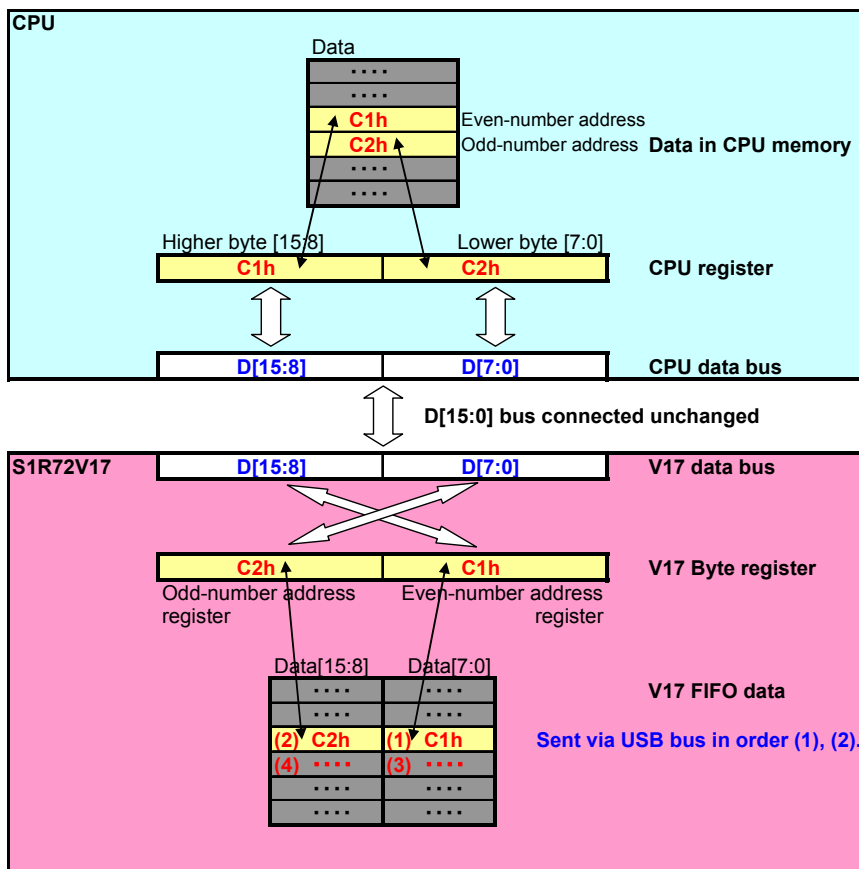 CPU
Data
....
....
C1h Even-number address
C2h Odd-number address Data in CPU memory
....
....
Higher byte [15:8] Lower byte [7:0]
C1h C2h CPU register
D[15:8] D[7:0] CPU data bus
D[15:0] bus connected unchanged
S1R72V17 D[15:8] D[7:0] V17 data bus
C2h C1h V17 Byte register
Odd-number address Even-number address
register register
Data[15:8] Data[7:0]
.... .... V17 FIFO data
.... ....
(2) C2h (1) C1h Sent via USB bus in order (1), (2).
(4) .... (3) ....
.... ....
.... ....